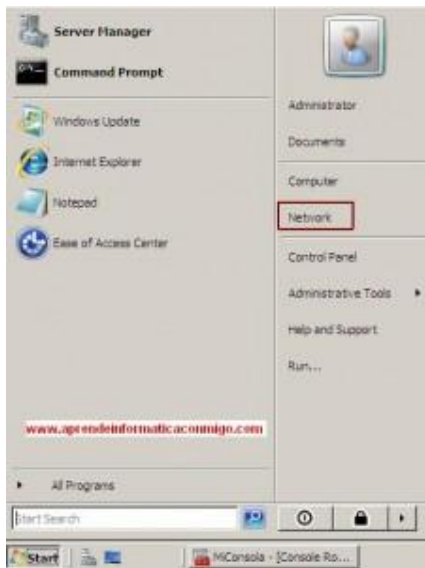 Server Manager
Command Prompt
Windows Update
Internet Explorer
Notepad
Ease of Access Center
www.aprendeinformaticaconmigo.com
All Programs
Start Search
Administrator
Documents
Computer
Network
Control Panel
Administrative Tools
Help and Support
Run...
Start
MiConsola - [Console Ro...